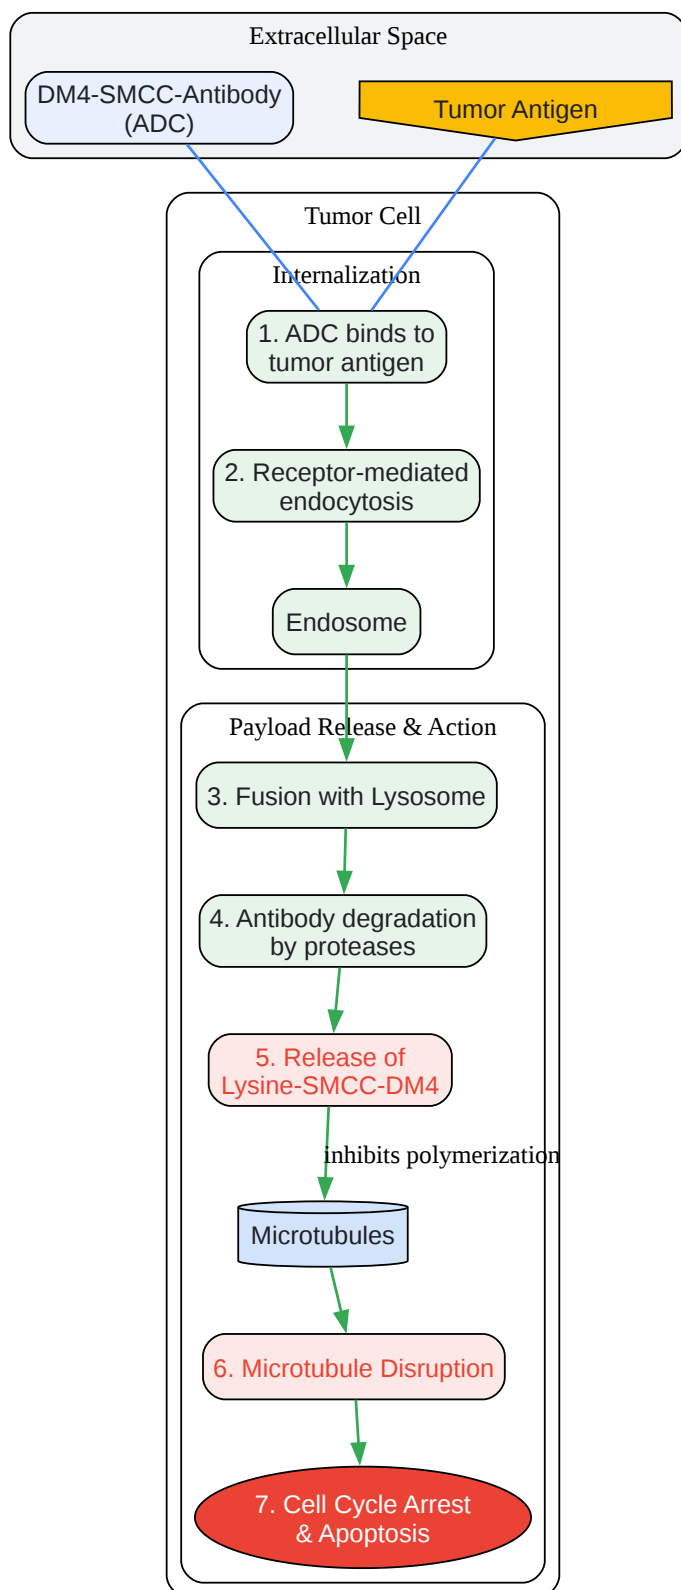 Extracellular Space
DM4-SMCC-Antibody
(ADC)
Tumor Antigen
Tumor Cell
Internalization
1. ADC binds to
tumor antigen
2. Receptor-mediated
endocytosis
Endosome
Payload Release & Action
3. Fusion with Lysosome
4. Antibody degradation
by proteases
5. Release of
Lysine-SMCC-DM4
inhibits polymerization
Microtubules
6. Microtubule Disruption
7. Cell Cycle Arrest
& Apoptosis